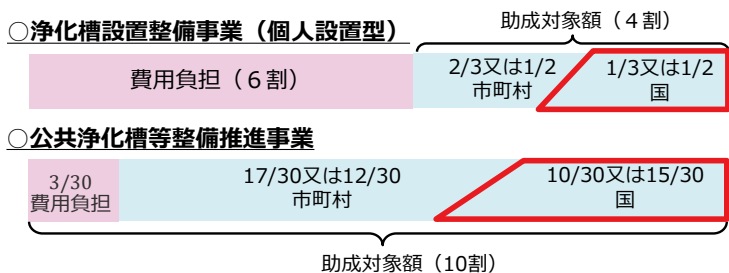 助成対象額（４割）
○浄化槽設置整備事業（個人設置型）
費用負担（６割）
2/3又は1/2
市町村
1/3又は1/2
国
○公共浄化槽等整備推進事業
3/30
費用負担
17/30又は12/30
市町村
10/30又は15/30
国
助成対象額（10割）